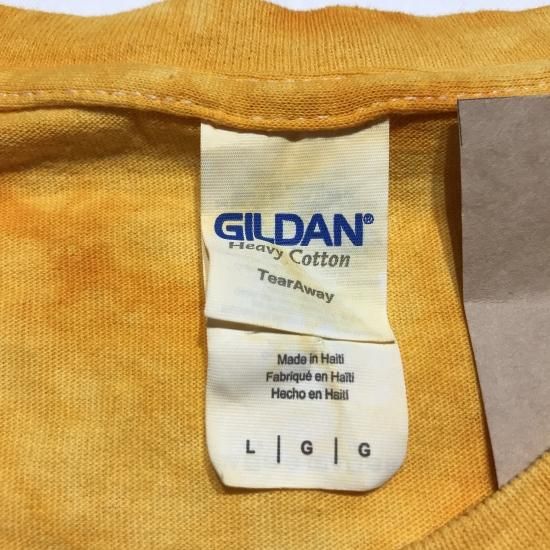 GILDAN®
Heavy Cotton
TearAway
Made in Haiti
Fabriqué en Haïti
Hecho en Haití
L | G | G